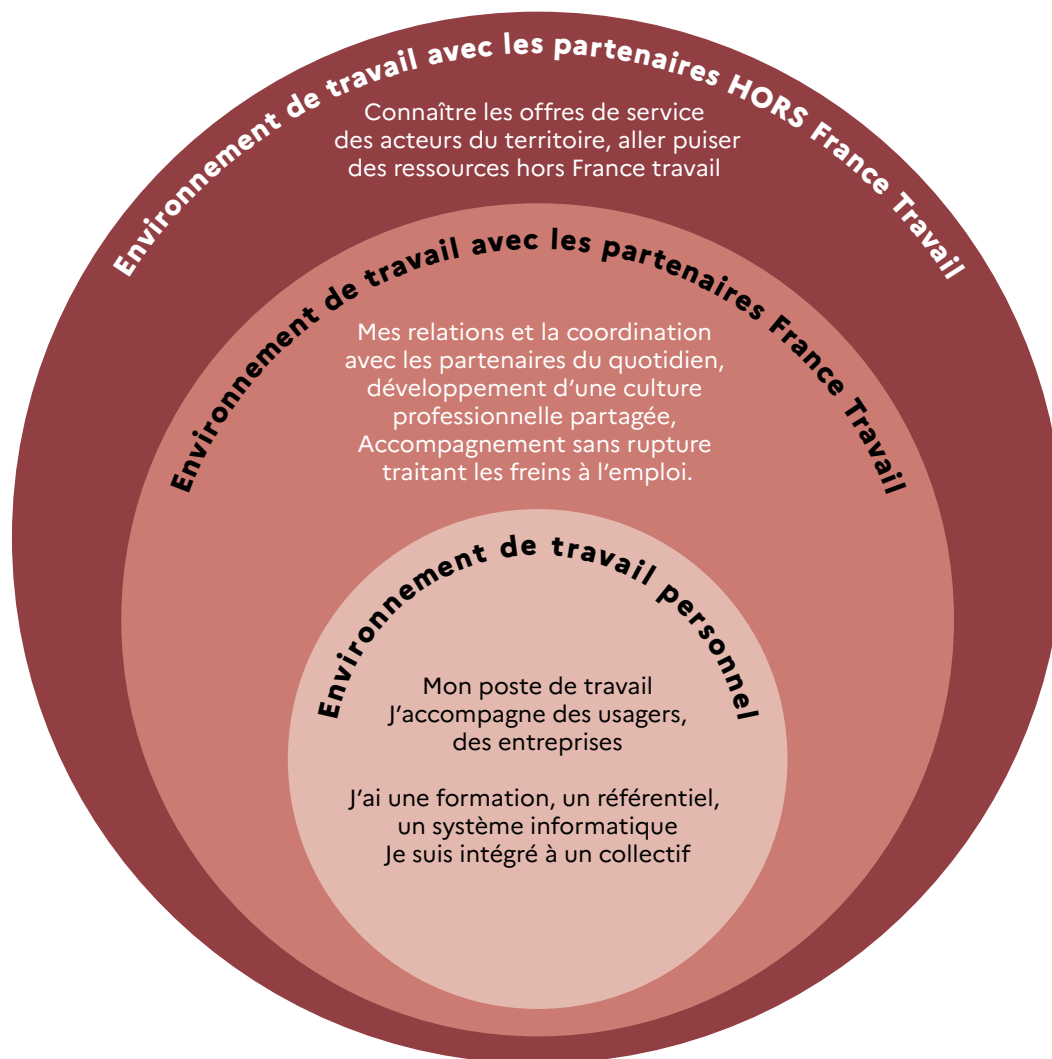 Environnement de travail avec les partenaires HORS France Travail
Connaître les offres de service
des acteurs du territoire, aller puiser
des ressources hors France travail
Environnement de travail avec les partenaires France Travail
Mes relations et la coordination
avec les partenaires du quotidien,
développement d’une culture
professionnelle partagée,
Accompagnement sans rupture
traitant les freins à l’emploi.
Environnement de travail personnel
Mon poste de travail
J’accompagne des usagers,
des entreprises
J’ai une formation, un référentiel,
un système informatique
Je suis intégré à un collectif